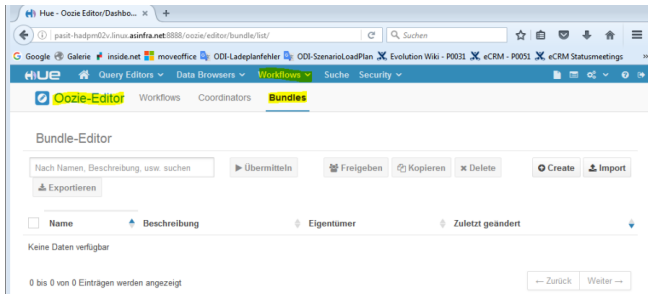 Hue - Oozie Editor/Dashbo... × +
pasit-hadpm02v.linux.asinfra.net:8888/oozie/editor/bundle/list/ Suchen
Google Galerie inside.net moveoffice ODI-Ladeplanfehler ODI-SzenarioLoadPlan Evolution Wiki - P0031 eCRM - P0051 eCRM Statusmeetings »
HUE Query Editors Data Browsers Workflows Suche Security
Oozie-Editor Workflows Coordinators Bundles
Bundle-Editor
Nach Namen, Beschreibung, usw. suchen Übermitteln Freigeben Kopieren Delete Create Import
Exportieren
Name Beschreibung Eigentümer Zuletzt geändert
Keine Daten verfügbar
0 bis 0 von 0 Einträgen werden angezeigt ← Zurück Weiter →